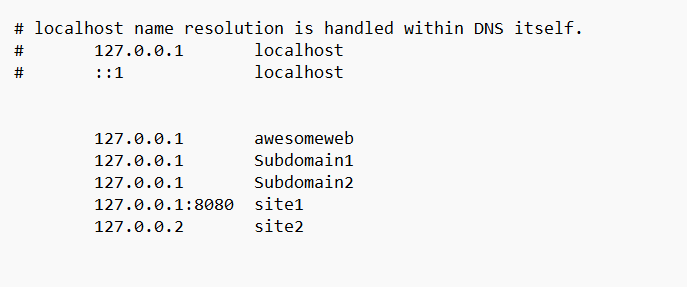 # localhost name resolution is handled within DNS itself.
#       127.0.0.1       localhost
#       ::1             localhost
        127.0.0.1       awesomeweb
        127.0.0.1       Subdomain1
        127.0.0.1       Subdomain2
        127.0.0.1:8080  site1
        127.0.0.2       site2